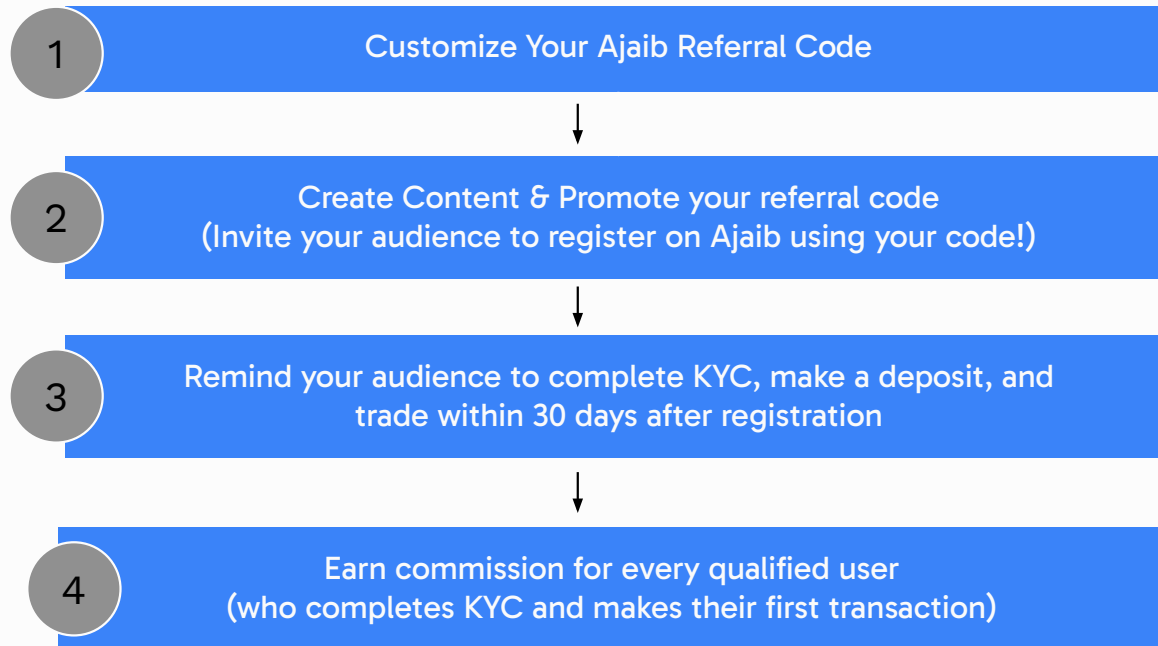 1
Customize Your Ajaib Referral Code
2
Create Content & Promote your referral code
(Invite your audience to register on Ajaib using your code!)
3
Remind your audience to complete KYC, make a deposit, and
trade within 30 days after registration
4
Earn commission for every qualified user
(who completes KYC and makes their first transaction)